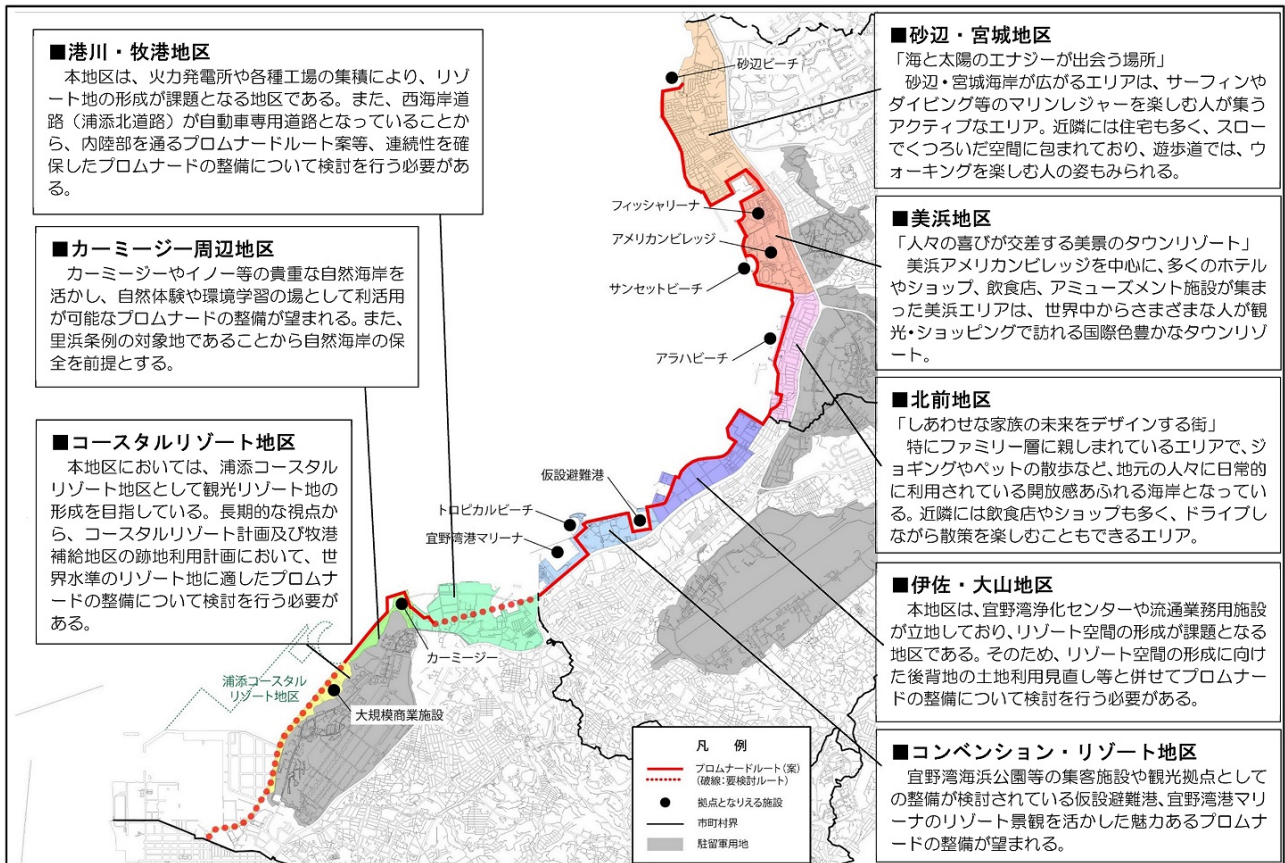 ■港川・牧港地区
本地区は、火力発電所や各種工場の集積により、リゾ
ート地の形成が課題となる地区である。また、西海岸道
路（浦添北道路）が自動車専用道路となっていることか
ら、内陸部を通るプロムナードルート案等、連続性を確
保したプロムナードの整備について検討を行う必要があ
る。
■カーミージー周辺地区
カーミージーやイノー等の貴重な自然海岸を
活かし、自然体験や環境学習の場として利活用
が可能なプロムナードの整備が望まれる。また、
里浜条例の対象地であることから自然海岸の保
全を前提とする。
■コースタルリゾート地区
本地区においては、浦添コースタル
リゾート地区として観光リゾート地の
形成を目指している。長期的な視点か
ら、コースタルリゾート計画及び牧港
補給地区の跡地利用計画において、世
界水準のリゾート地に適したプロムナ
ードの整備について検討を行う必要が
ある。
砂辺ビーチ
フィッシャリーナ
アメリカンビレッジ
サンセットビーチ
アラハビーチ
仮設避難港
トロピカルビーチ
宜野湾港マリーナ
カーミージー
浦添コースタル
リゾート地区
大規模商業施設
凡　例
プロムナードルート（案）
（破線：要検討ルート）
拠点となりえる施設
市町村界
駐留軍用地
■砂辺・宮城地区
「海と太陽のエナジーが出会う場所」
砂辺・宮城海岸が広がるエリアは、サーフィンや
ダイビング等のマリンレジャーを楽しむ人が集う
アクティブなエリア。近隣には住宅も多く、スロー
でくつろいだ空間に包まれており、遊歩道では、ウ
ォーキングを楽しむ人の姿もみられる。
■美浜地区
「人々の喜びが交差する美景のタウンリゾート」
美浜アメリカンビレッジを中心に、多くのホテル
やショップ、飲食店、アミューズメント施設が集ま
った美浜エリアは、世界中からさまざまな人が観
光・ショッピングで訪れる国際色豊かなタウンリゾ
ート。
■北前地区
「しあわせな家族の未来をデザインする街」
特にファミリー層に親しまれているエリアで、ジ
ョギングやペットの散歩など、地元の人々に日常的
に利用されている開放感あふれる海岸となってい
る。近隣には飲食店やショップも多く、ドライブし
ながら散策を楽しむこともできるエリア。
■伊佐・大山地区
本地区は、宜野湾浄化センターや流通業務用施設
が立地しており、リゾート空間の形成が課題となる
地区である。そのため、リゾート空間の形成に向け
た後背地の土地利用見直し等と併せてプロムナー
ドの整備について検討を行う必要がある。
■コンベンション・リゾート地区
宜野湾海浜公園等の集客施設や観光拠点として
の整備が検討されている仮設避難港、宜野湾港マリ
ーナのリゾート景観を活かした魅力あるプロムナ
ードの整備が望まれる。